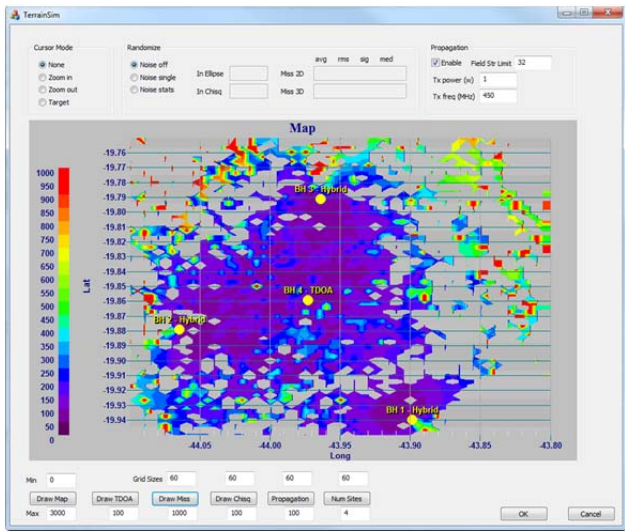 TerrainSim
Cursor Mode
None
Zoom in
Zoom out
Target
Randomize
Noise off
Noise single
Noise stats
avg rms sig med
In Ellipse Miss 2D
In Chisq Miss 3D
Propagation
Enable Field Str Limit 32
Tx power (w) 1
Tx freq (MHz) 450
Map
1000
950
900
850
800
750
700
650
600
550
500
450
400
350
300
250
200
150
100
50
0
Lat
-19.76
-19.77
-19.78
-19.79
-19.80
-19.81
-19.82
-19.83
-19.84
-19.85
-19.86
-19.87
-19.88
-19.89
-19.90
-19.91
-19.92
-19.93
-19.94
BH 3 - Hybrid
BH 4 - TDOA
BH 2 - Hybrid
BH 1 - Hybrid
-44.05 -44.00 -43.95 -43.90 -43.85 -43.80
Long
Min 0 Grid Sizes 60 60 60 60
Draw Map Draw TDOA Draw Miss Draw Chisq Propagation Num Sites
Max 3000 100 1000 100 100 4
OK Cancel